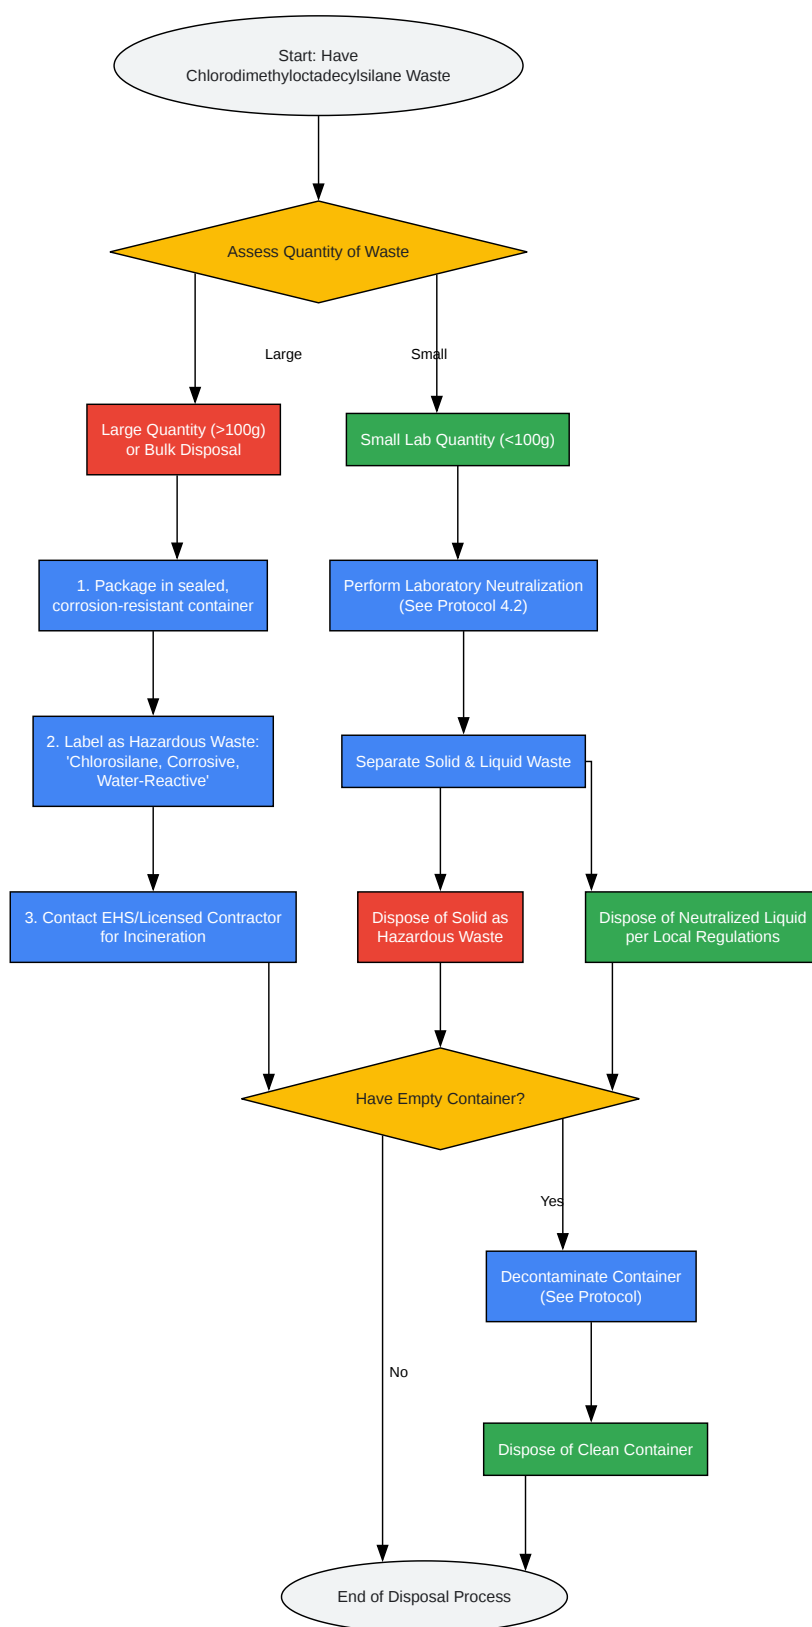 Start: Have
Chlorodimethyloctadecylsilane Waste
Assess Quantity of Waste
Large
Small
Large Quantity (>100g)
or Bulk Disposal
Small Lab Quantity (<100g)
1. Package in sealed,
corrosion-resistant container
Perform Laboratory Neutralization
(See Protocol 4.2)
2. Label as Hazardous Waste:
'Chlorosilane, Corrosive,
Water-Reactive'
Separate Solid & Liquid Waste
3. Contact EHS/Licensed Contractor
for Incineration
Dispose of Solid as
Hazardous Waste
Dispose of Neutralized Liquid
per Local Regulations
Have Empty Container?
Yes
Decontaminate Container
(See Protocol)
No
Dispose of Clean Container
End of Disposal Process